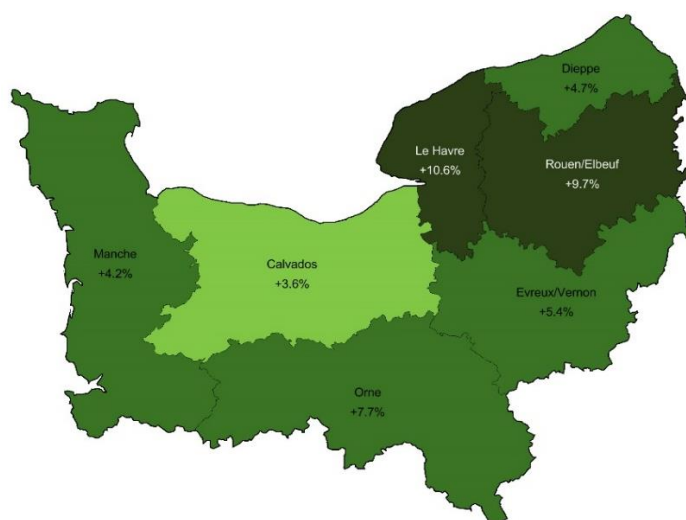 Dieppe
+4.7%
Le Havre
+10.6%
Rouen/Elbeuf
+9.7%
Manche
+4.2%
Calvados
+3.6%
Evreux/Vernon
+5.4%
Orne
+7.7%